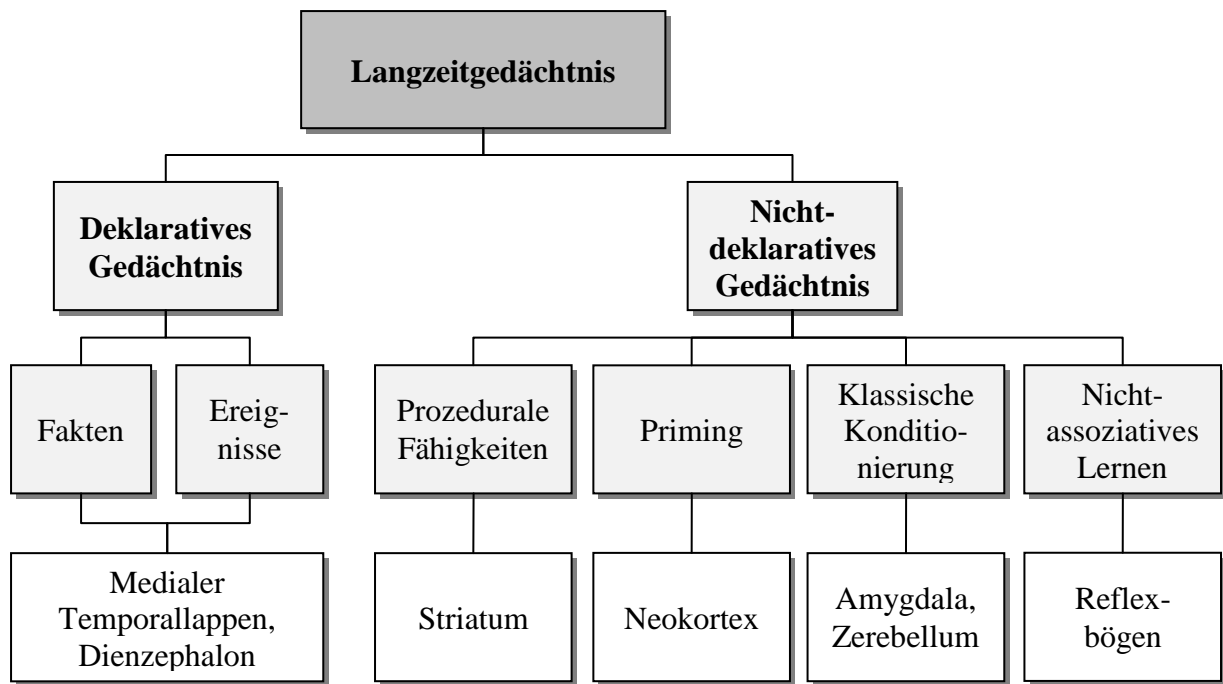 Langzeitgedächtnis
Deklaratives
Gedächtnis
Nicht-
deklaratives
Gedächtnis
Fakten
Ereig-
nisse
Prozedurale
Fähigkeiten
Priming
Klassische
Konditio-
nierung
Nicht-
assoziatives
Lernen
Medialer
Temporallappen,
Dienzephalon
Striatum
Neokortex
Amygdala,
Zerebellum
Reflex-
bögen